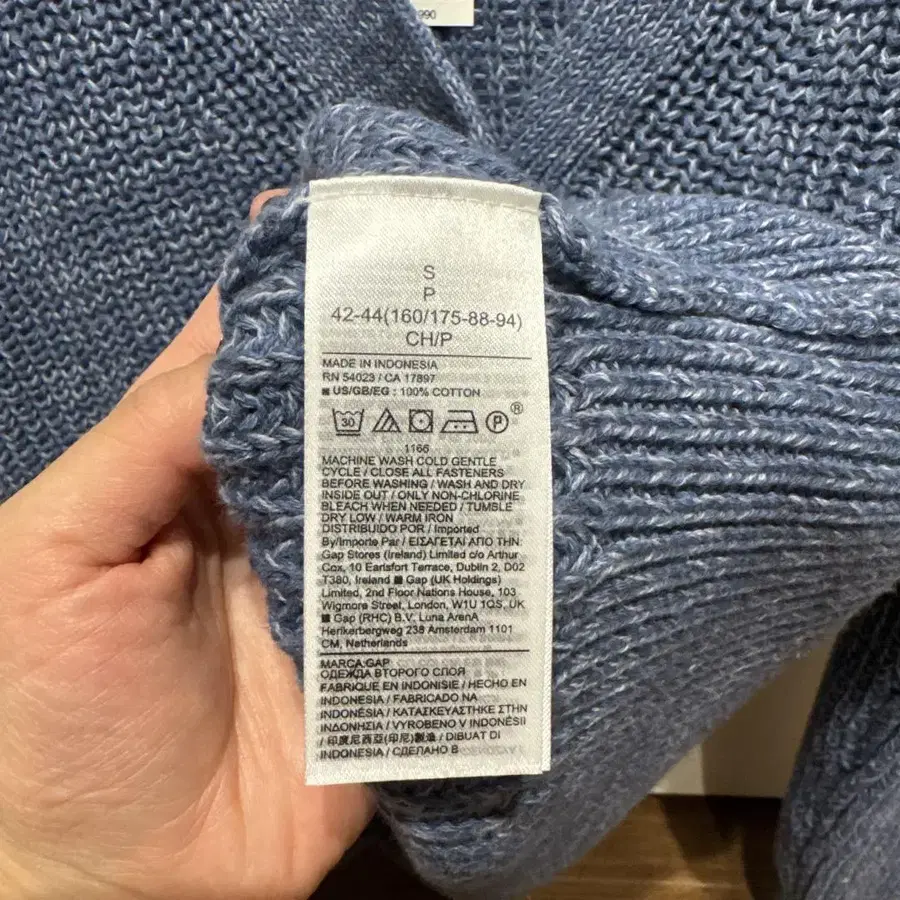 990
S
P
42-44(160/175-88-94)
CH/P
MADE IN INDONESIA
RN 54023 / CA 17897
US/GB/EG : 100% COTTON
30
P ®
1166
MACHINE WASH COLD GENTLE
CYCLE / CLOSE ALL FASTENERS
BEFORE WASHING / WASH AND DRY
INSIDE OUT / ONLY NON-CHLORINE
BLEACH WHEN NEEDED / TUMBLE
DRY LOW / WARM IRON
DISTRIBUIDO POR / Imported
By/Importe Par / ΕΙΣΑΓΕΤΑΙ ΑΠΟ ΤΗΝ:
Gap Stores (Ireland) Limited c/o Arthur
Cox, 10 Earlsfort Terrace, Dublin 2, D02
T380, Ireland ■ Gap (UK Holdings)
Limited, 2nd Floor Nations House, 103
Wigmore Street, London, W1U 1QS, UK
■ Gap (RHC) B.V. Luna ArenA
Herikerbergweg 238 Amsterdam 1101
CM, Netherlands
МАRCA:GAP
ОДЕЖДА ВТОРОГО СЛОЯ
FABRIQUE EN INDONISIE / HECHO EN
INDONESIA / FABRICADO NA
INDONÉSIA / ΚΑΤΑΣΚΕΥΑΣΤΗΚΕ ΣΤΗΝ
ΙΝΔΟΝΗΣΙΑ / VYROBENO V INDONÉSII
/ 印度尼西亞(印尼)製造 / DIBUAT DI
INDONESIA / СДЕЛАНО В